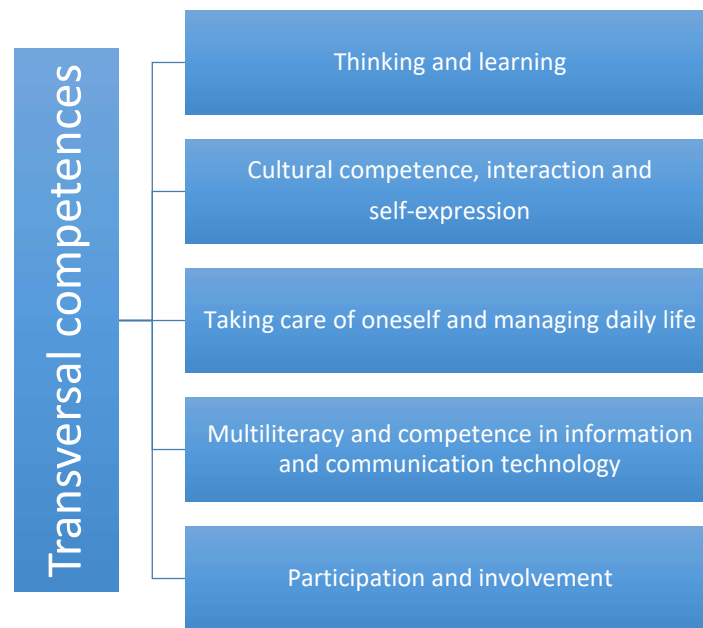 Transversal competences
Thinking and learning
Cultural competence, interaction and
self-expression
Taking care of oneself and managing daily life
Multiliteracy and competence in information
and communication technology
Participation and involvement